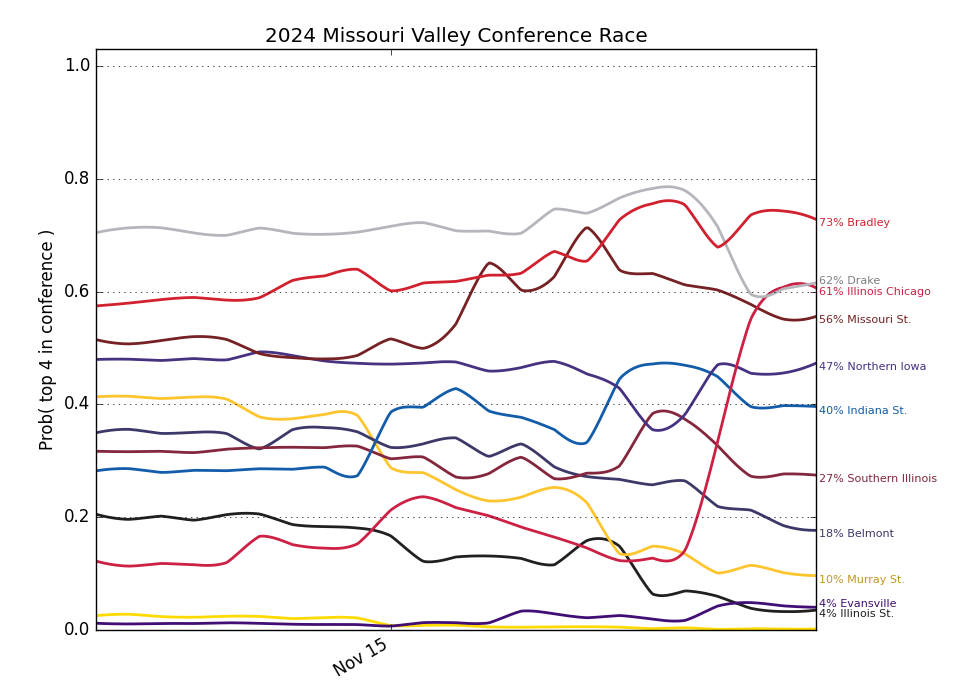 2024 Missouri Valley Conference Race
Prob( top 4 in conference )
1.0
0.8
0.6
0.4
0.2
0.0
Nov 15
73% Bradley
62% Drake
61% Illinois Chicago
56% Missouri St.
47% Northern Iowa
40% Indiana St.
27% Southern Illinois
18% Belmont
10% Murray St.
4% Evansville
4% Illinois St.